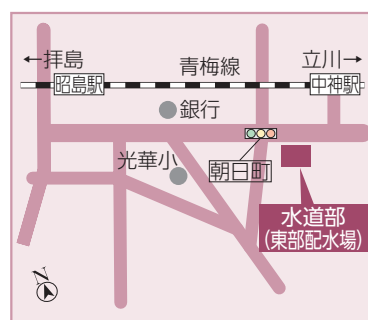 ←拝島
青梅線
立川→
昭島駅
中神駅
銀行
光華小
朝日町
水道部
(東部配水場)
N